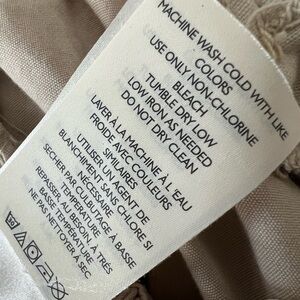 MACHINE WASH COLD WITH LIKE
COLORS
USE ONLY NON-CHLORINE
BLEACH
TUMBLE DRY LOW
LOW IRON AS NEEDED
DO NOT DRY CLEAN
LAVER À LA MACHINE À L'EAU
FROIDE AVEC COULEURS
SIMILAIRES
UTILISER UN AGENT DE
BLANCHIMENT SANS CHLORE SI
NÉCESSAIRE
SÉCHER PAR CULBUTAGE À BASSE
TEMPÉRATURE
REPASSER AU BESOIN, À TRÈS
BASSE TEMPÉRATURE
NE PAS NETTOYER À SEC